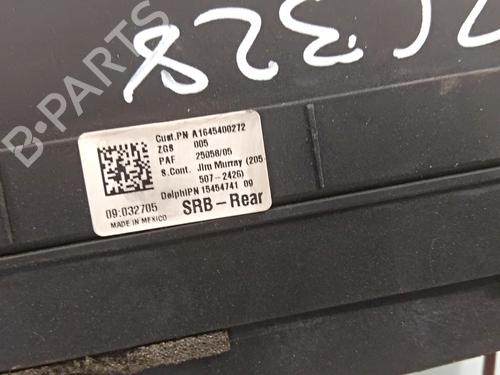 328
B-PARTS
Cust.PN A1645400272
ZGS 005
PAF 25058/05
S.Cont. Jim Murray (205
507-2426)
DelphiPN 15454741 09
09:032705 SRB-Rear
MADE IN MEXICO